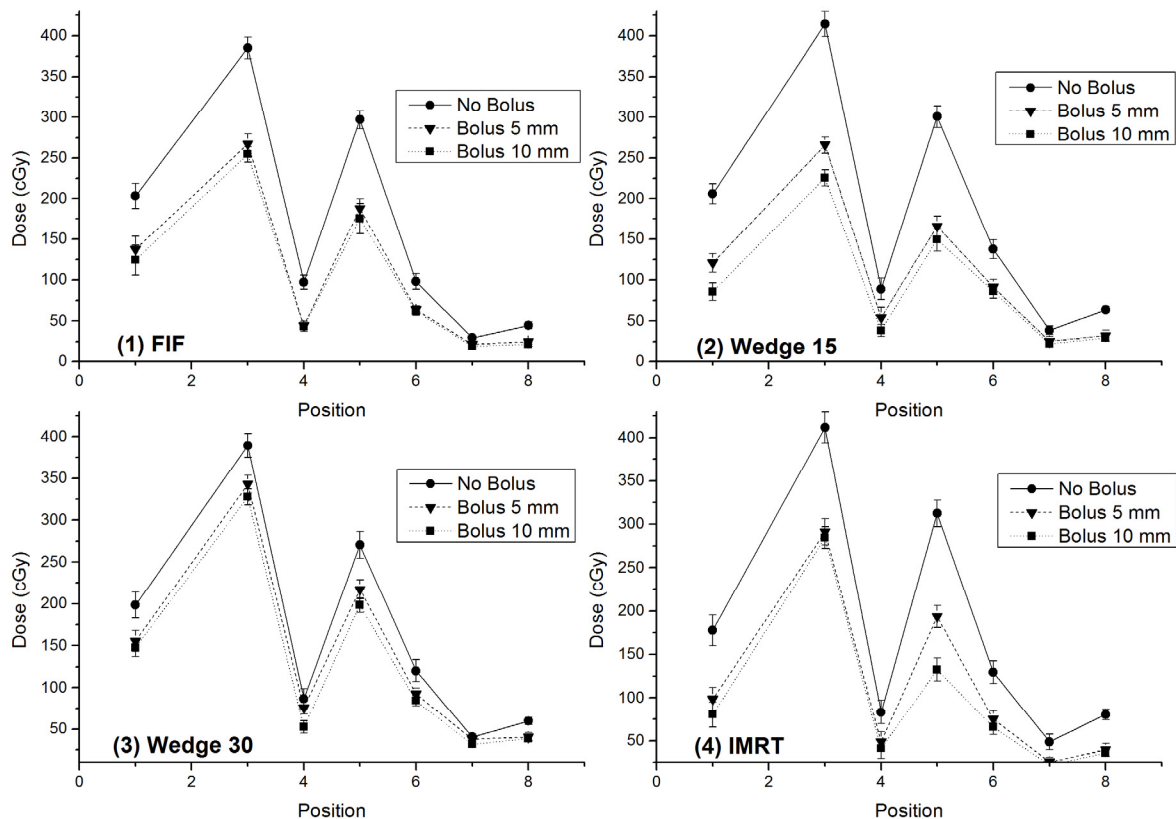 400
350
300
250
200
150
100
50
0
Dose (cGy)
No Bolus
Bolus 5 mm
Bolus 10 mm
(1) FIF
0 2 4 6 8
Position
400
350
300
250
200
150
100
50
0
Dose (cGy)
No Bolus
Bolus 5 mm
Bolus 10 mm
(2) Wedge 15
0 2 4 6 8
Position
400
350
300
250
200
150
100
50
Dose (cGy)
No Bolus
Bolus 5 mm
Bolus 10 mm
(3) Wedge 30
0 2 4 6 8
Position
400
350
300
250
200
150
100
50
Dose (cGy)
No Bolus
Bolus 5 mm
Bolus 10 mm
(4) IMRT
0 2 4 6 8
Position